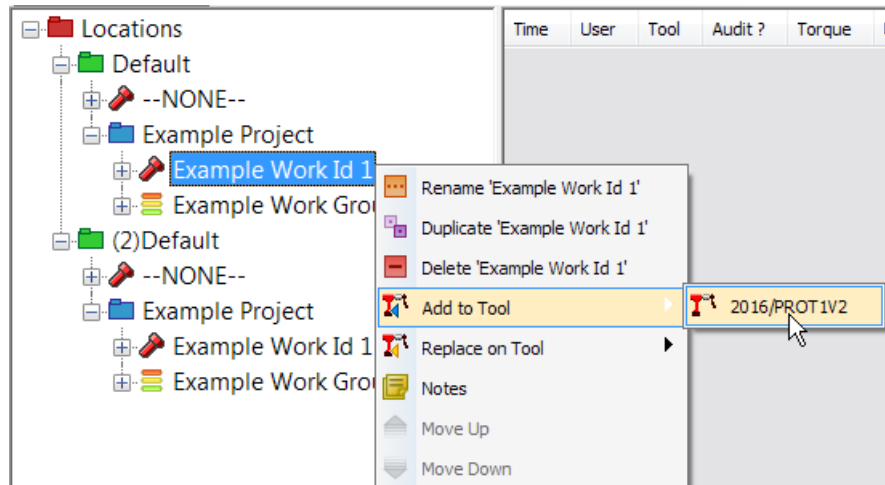 Locations
Default
--NONE--
Example Project
Example Work Id 1
Example Work Grou
(2)Default
--NONE--
Example Project
Example Work Id 1
Example Work Grou
Time User Tool Audit ? Torque
Rename 'Example Work Id 1'
Duplicate 'Example Work Id 1'
Delete 'Example Work Id 1'
Add to Tool
2016/PROT1V2
Replace on Tool
Notes
Move Up
Move Down